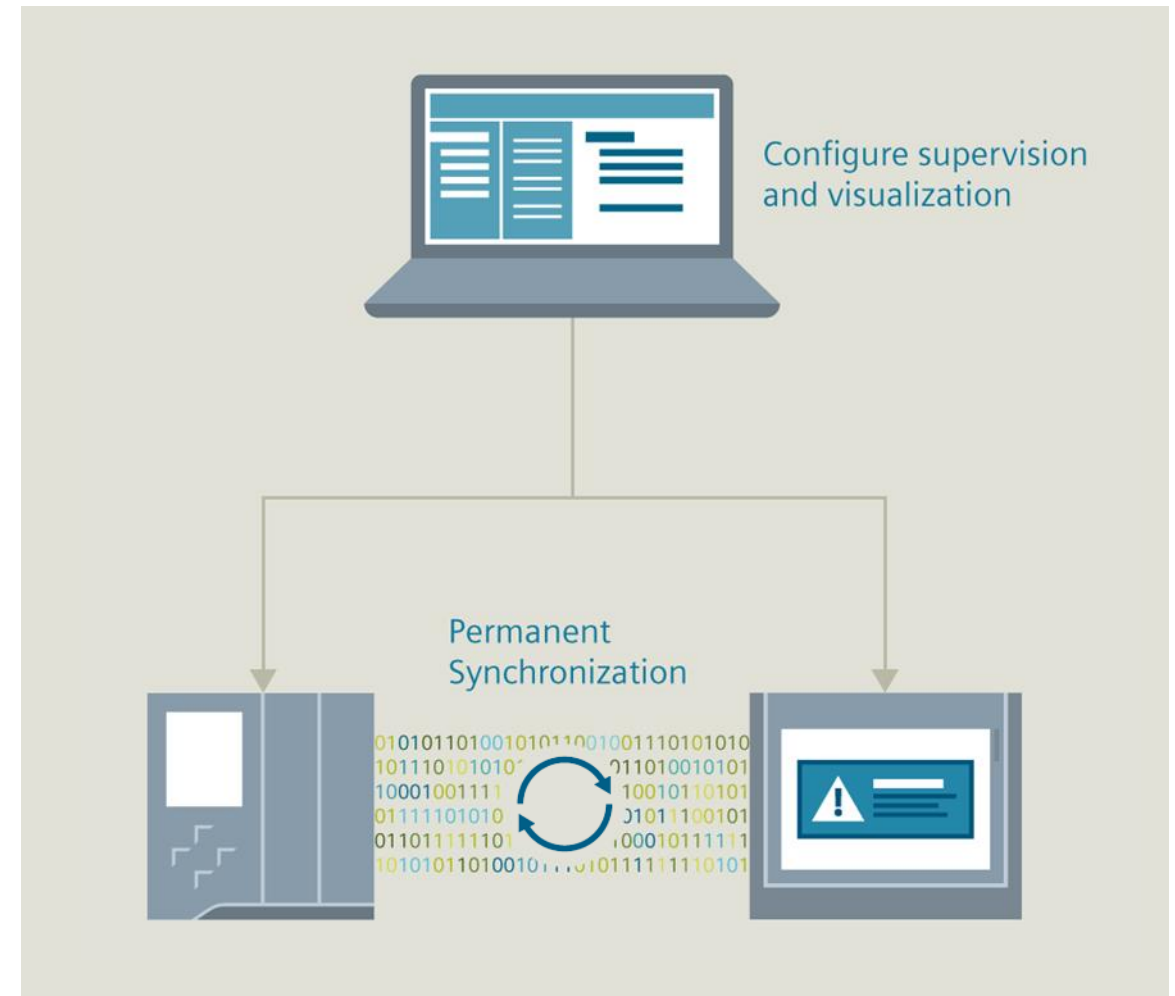 Configure supervision
and visualization
Permanent
Synchronization